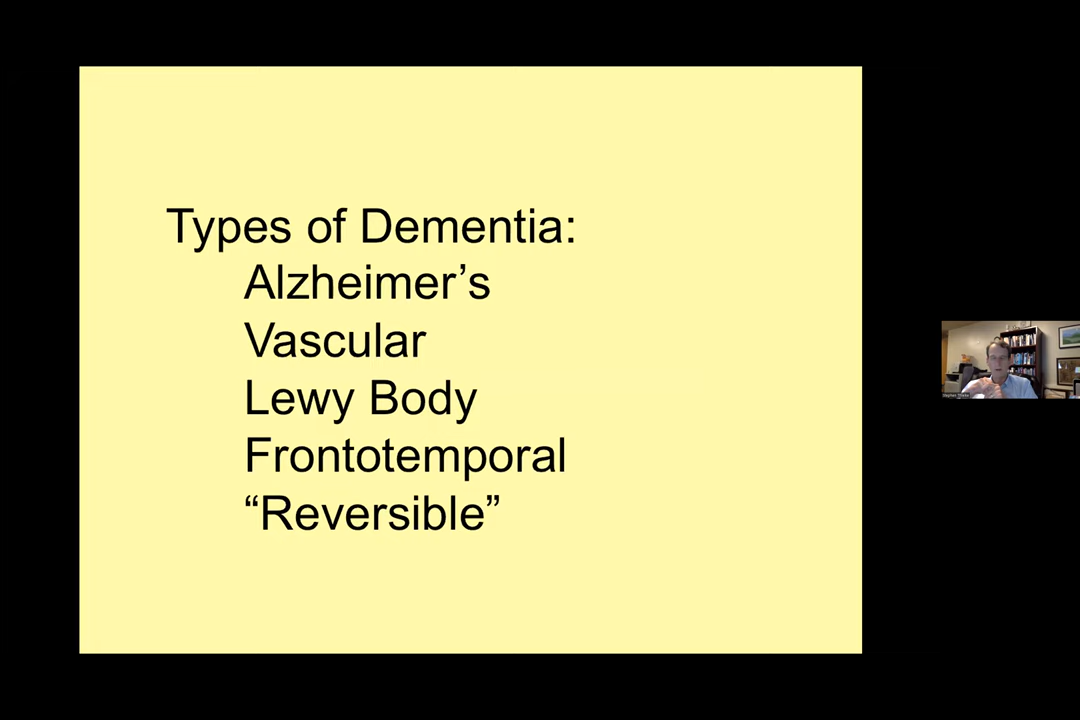 Types of Dementia:
Alzheimer’s
Vascular
Lewy Body
Frontotemporal
“Reversible”